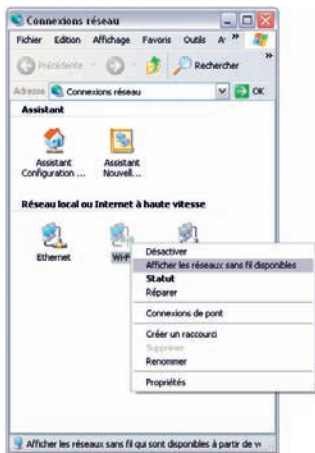 Connexions réseau
Fichier Edition Affichage Favoris Outils A" »
Précédente Rechercher »
Adresse Connexions réseau OK
Assistant
Assistant Configuration ...
Assistant Nouvell...
Réseau local ou Internet à haute vitesse
Ethernet
Wi-F
Désactiver
Afficher les réseaux sans fil disponibles
Statut
Réparer
Connexions de pont
Créer un raccourci
Supprimer
Renommer
Propriétés
Afficher les réseaux sans fil qui sont disponibles à partir de v